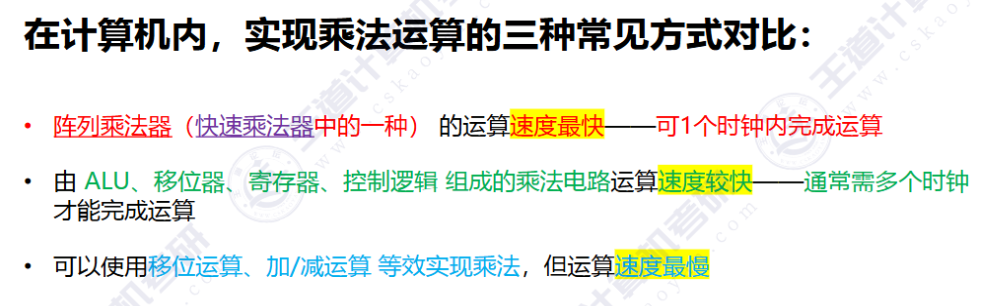 在计算机内，实现乘法运算的三种常见方式对比：
• 阵列乘法器（快速乘法器中的一种） 的运算速度最快——可1个时钟内完成运算
• 由 ALU、移位器、寄存器、控制逻辑 组成的乘法电路运算速度较快——通常需多个时钟
才能完成运算
• 可以使用移位运算、加/减运算 等效实现乘法，但运算速度最慢